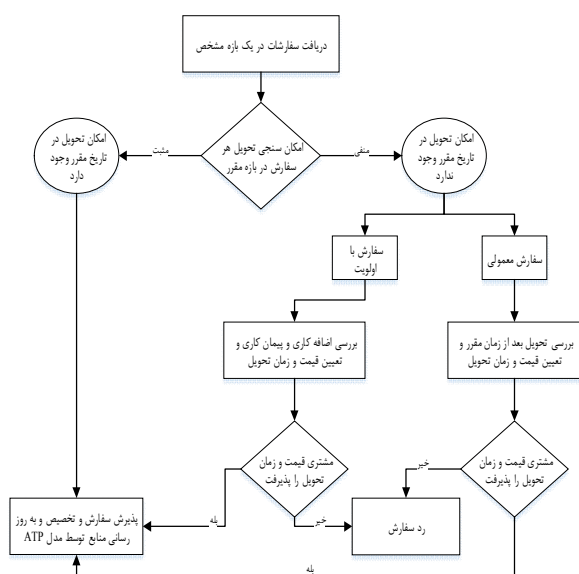 دریافت سفارشات در یک بازه مشخص
امکان سنجی تحویل هر
سفارش در بازه مقرر
مثبت
منفی
امکان تحویل در
تاریخ مقرر وجود
دارد
امکان تحویل در
تاریخ مقرر وجود
ندارد
سفارش با
اولویت
سفارش معمولی
بررسی اضافه کاری و پیمان کاری و
تعیین قیمت و زمان تحویل
بررسی تحویل بعد از زمان مقرر و
تعیین قیمت و زمان تحویل
مشتری قیمت و زمان
تحویل را پذیرفت
مشتری قیمت و زمان
تحویل را پذیرفت
خیر
بله
خیر
پذیرش سفارش و تخصیص و به روز
رسانی منابع توسط مدل ATP
رد سفارش
بله